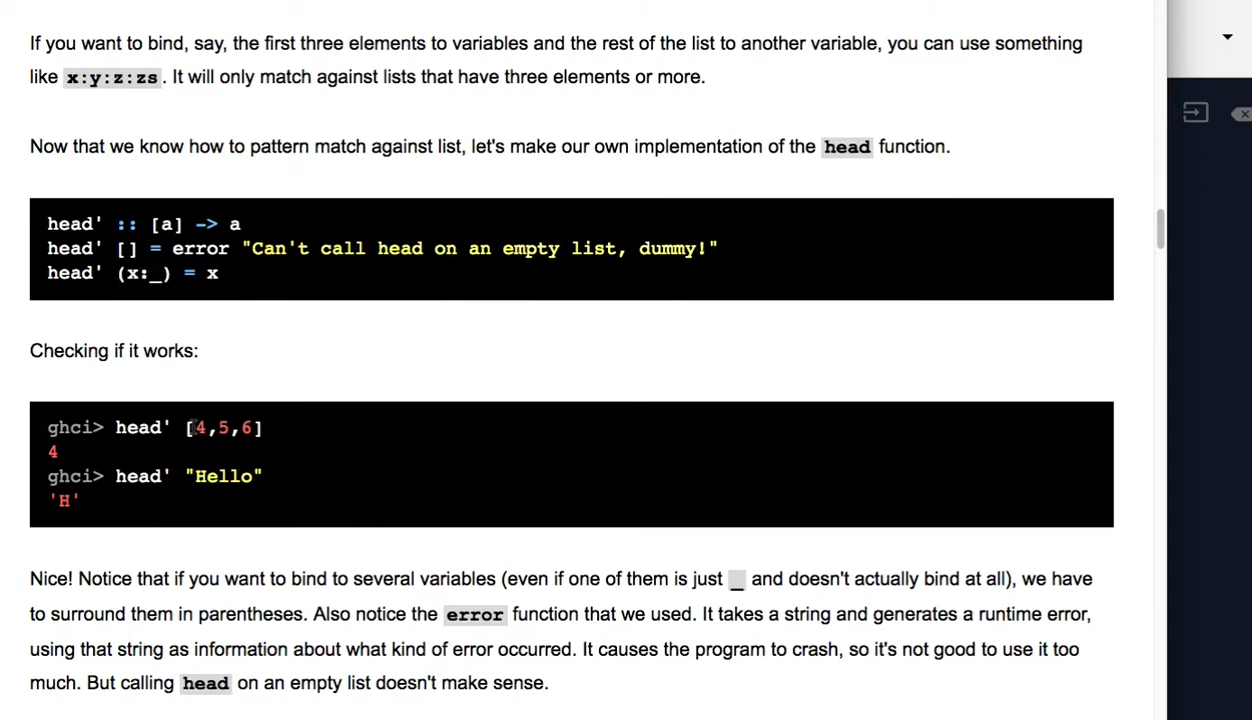 If you want to bind, say, the first three elements to variables and the rest of the list to another variable, you can use something
like x:y:z:zs. It will only match against lists that have three elements or more.
Now that we know how to pattern match against list, let's make our own implementation of the head function.
head' :: [a] -> a
head' [] = error "Can't call head on an empty list, dummy!"
head' (x:_) = x
Checking if it works:
ghci> head' [4,5,6]
4
ghci> head' "Hello"
'H'
Nice! Notice that if you want to bind to several variables (even if one of them is just _ and doesn't actually bind at all), we have
to surround them in parentheses. Also notice the error function that we used. It takes a string and generates a runtime error,
using that string as information about what kind of error occurred. It causes the program to crash, so it's not good to use it too
much. But calling head on an empty list doesn't make sense.